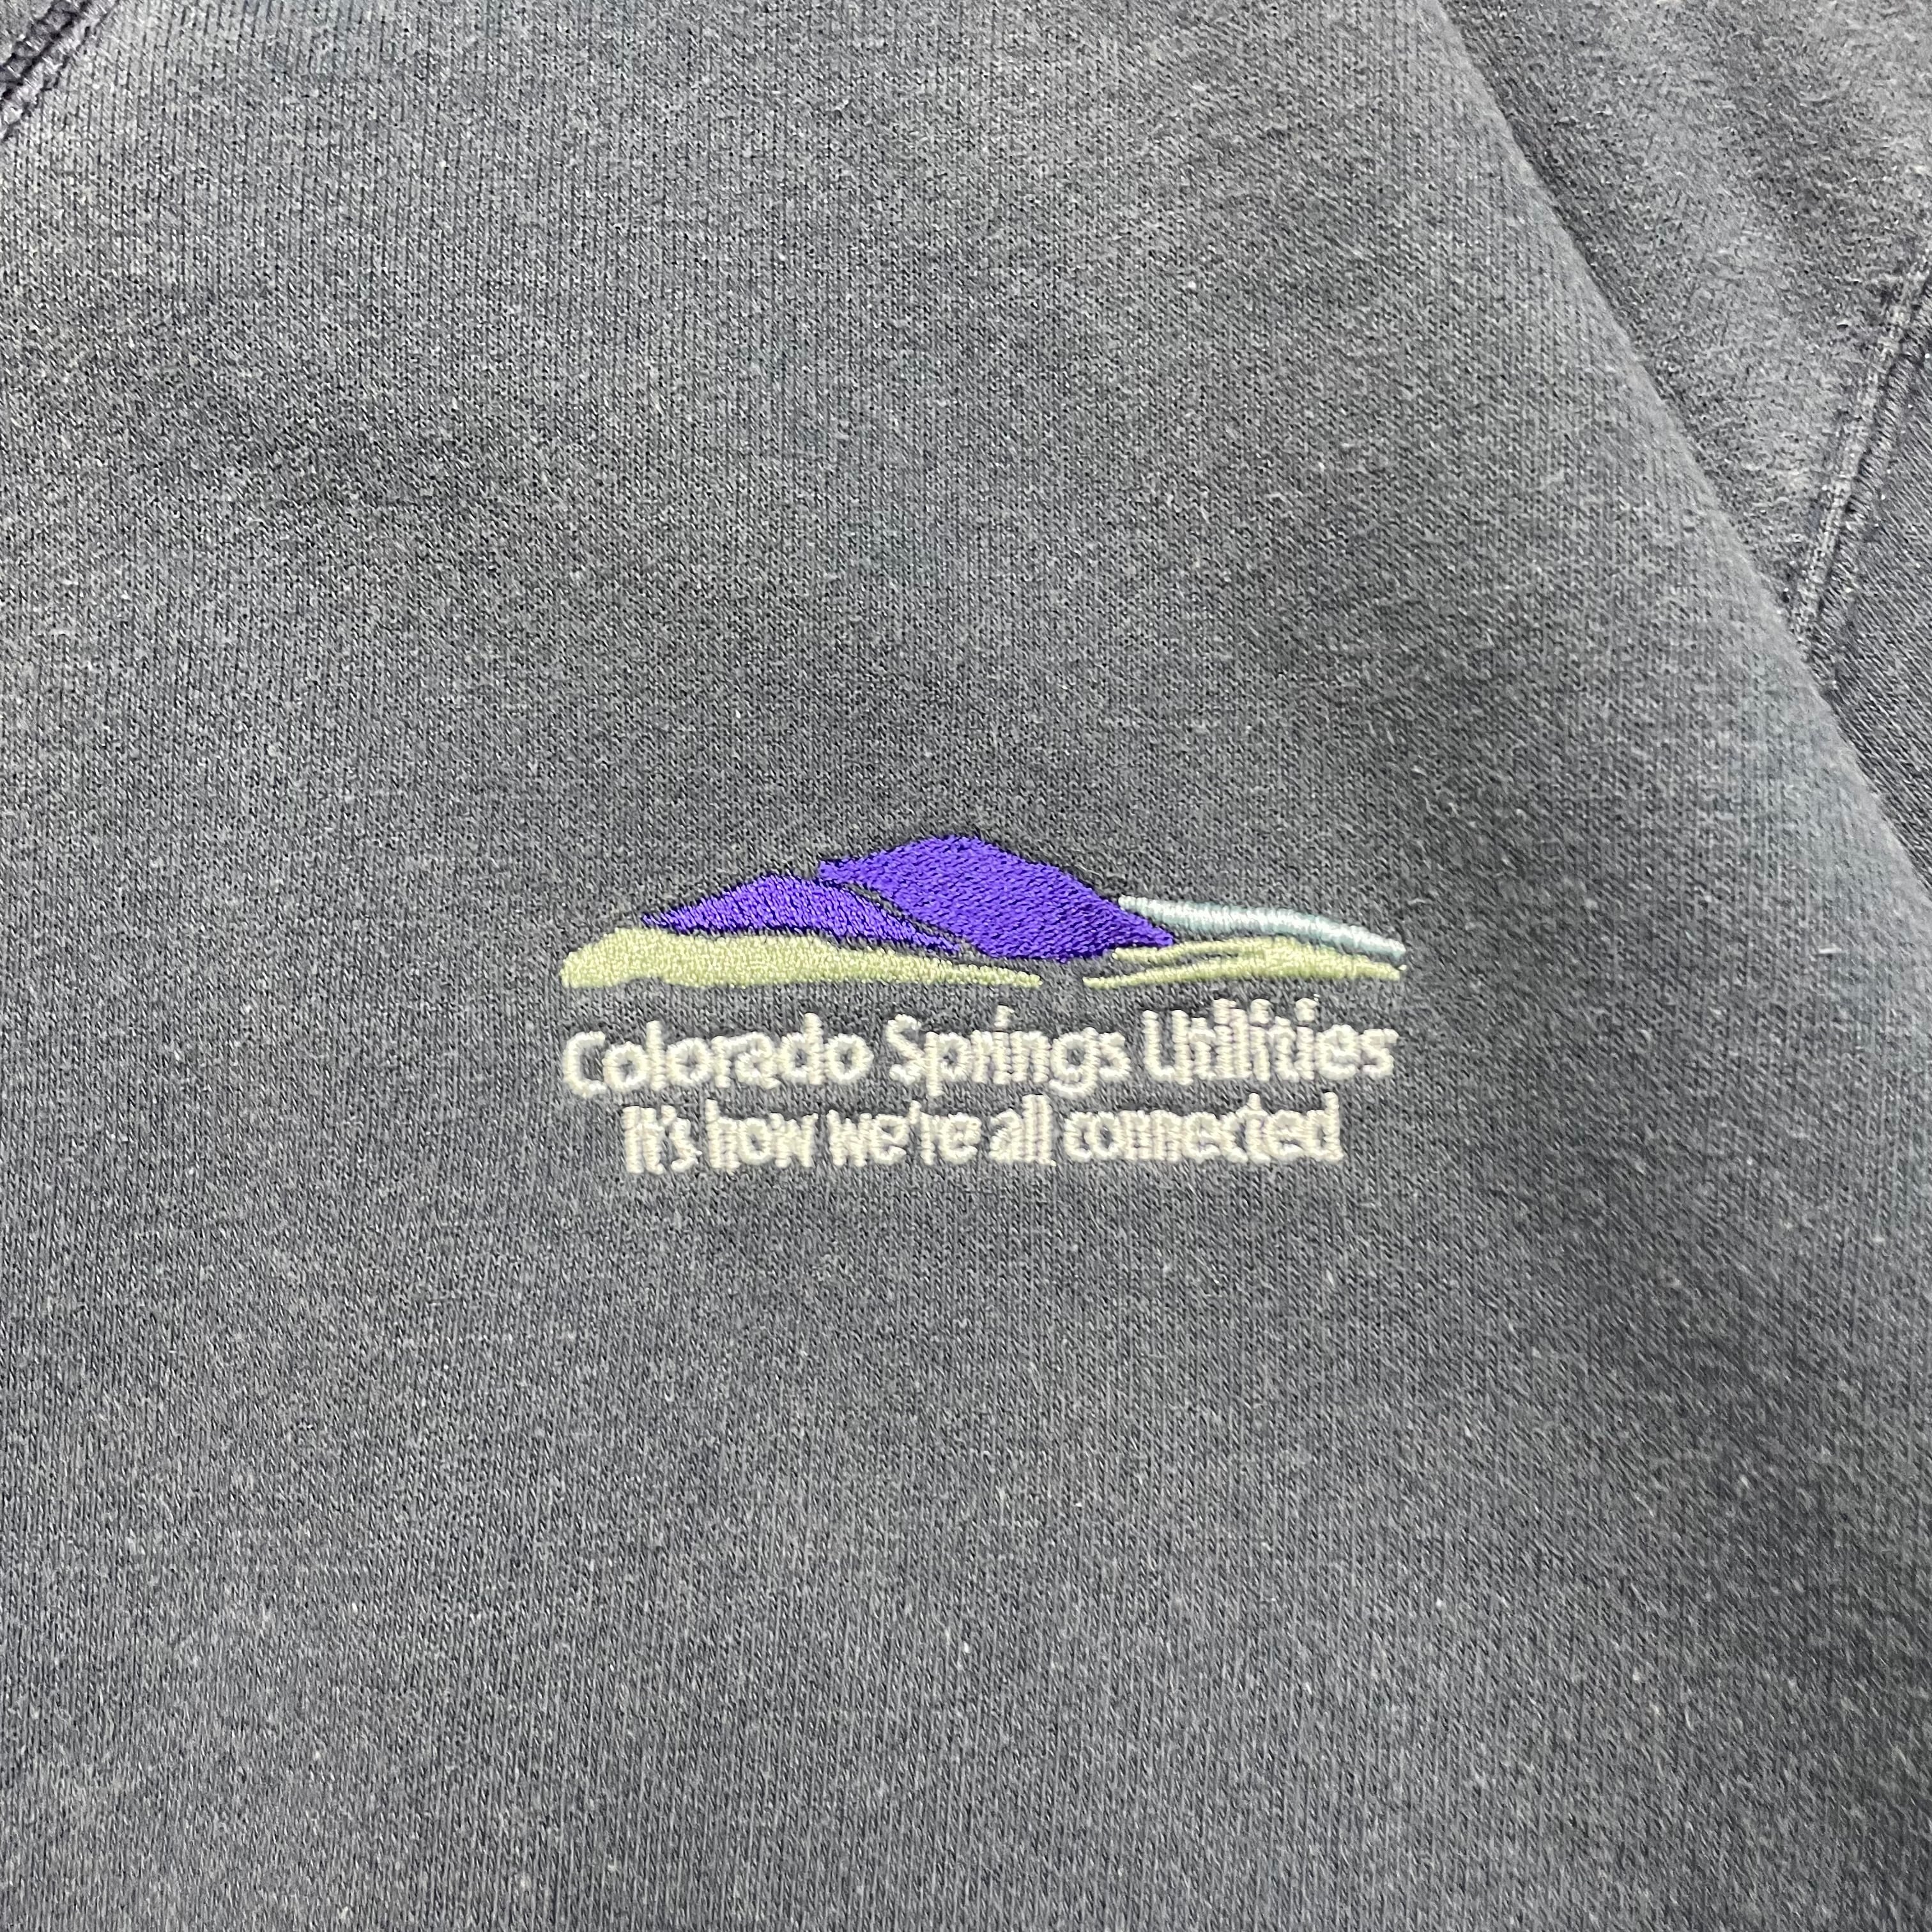 Colorado Springs Utilities
It's how we're all connected